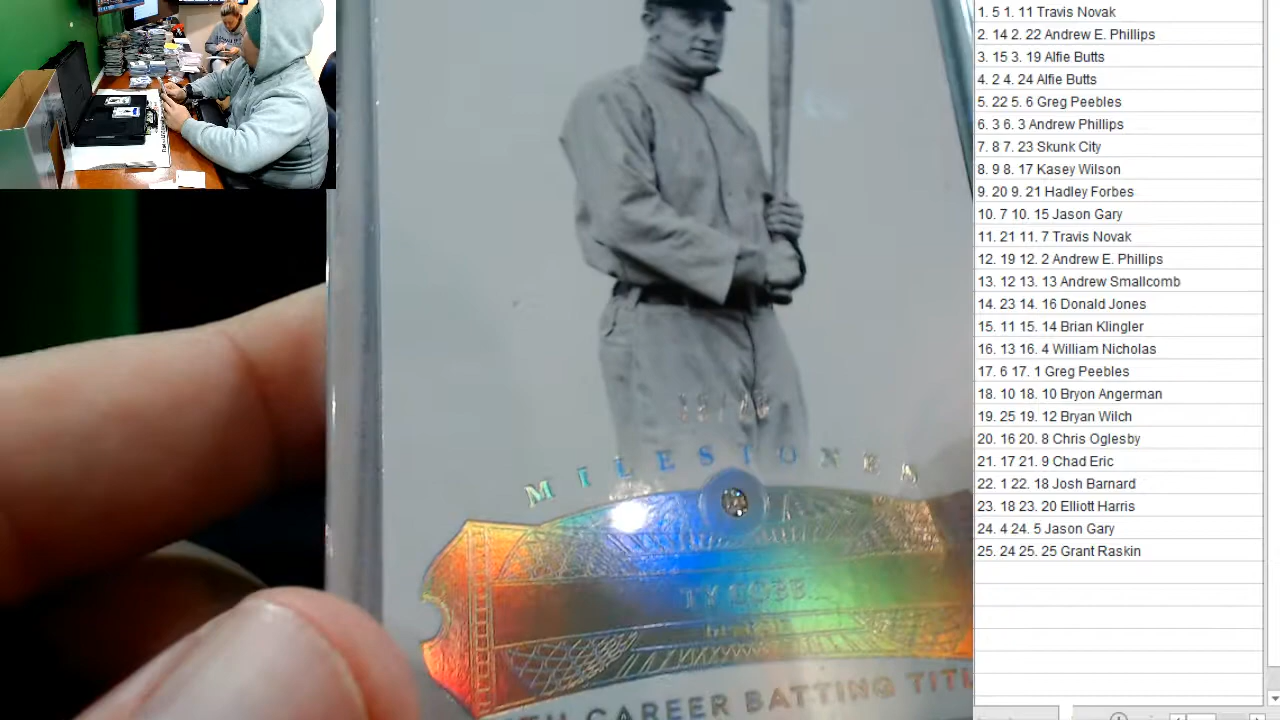 1. 5 1. 11 Travis Novak
2. 14 2. 22 Andrew E. Phillips
3. 15 3. 19 Alfie Butts
4. 2 4. 24 Alfie Butts
5. 22 5. 6 Greg Peebles
6. 3 6. 3 Andrew Phillips
7. 8 7. 23 Skunk City
8. 9 8. 17 Kasey Wilson
9. 20 9. 21 Hadley Forbes
10. 7 10. 15 Jason Gary
11. 21 11. 7 Travis Novak
12. 19 12. 2 Andrew E. Phillips
13. 12 13. 13 Andrew Smallcomb
14. 23 14. 16 Donald Jones
15. 11 15. 14 Brian Klingler
16. 13 16. 4 William Nicholas
17. 6 17. 1 Greg Peebles
18. 10 18. 10 Bryon Angerman
19. 25 19. 12 Bryan Wilch
20. 16 20. 8 Chris Oglesby
21. 17 21. 9 Chad Eric
22. 1 22. 18 Josh Barnard
23. 18 23. 20 Elliott Harris
24. 4 24. 5 Jason Gary
25. 24 25. 25 Grant Raskin
MILESTONES
TY COBB
CAREER BATTING